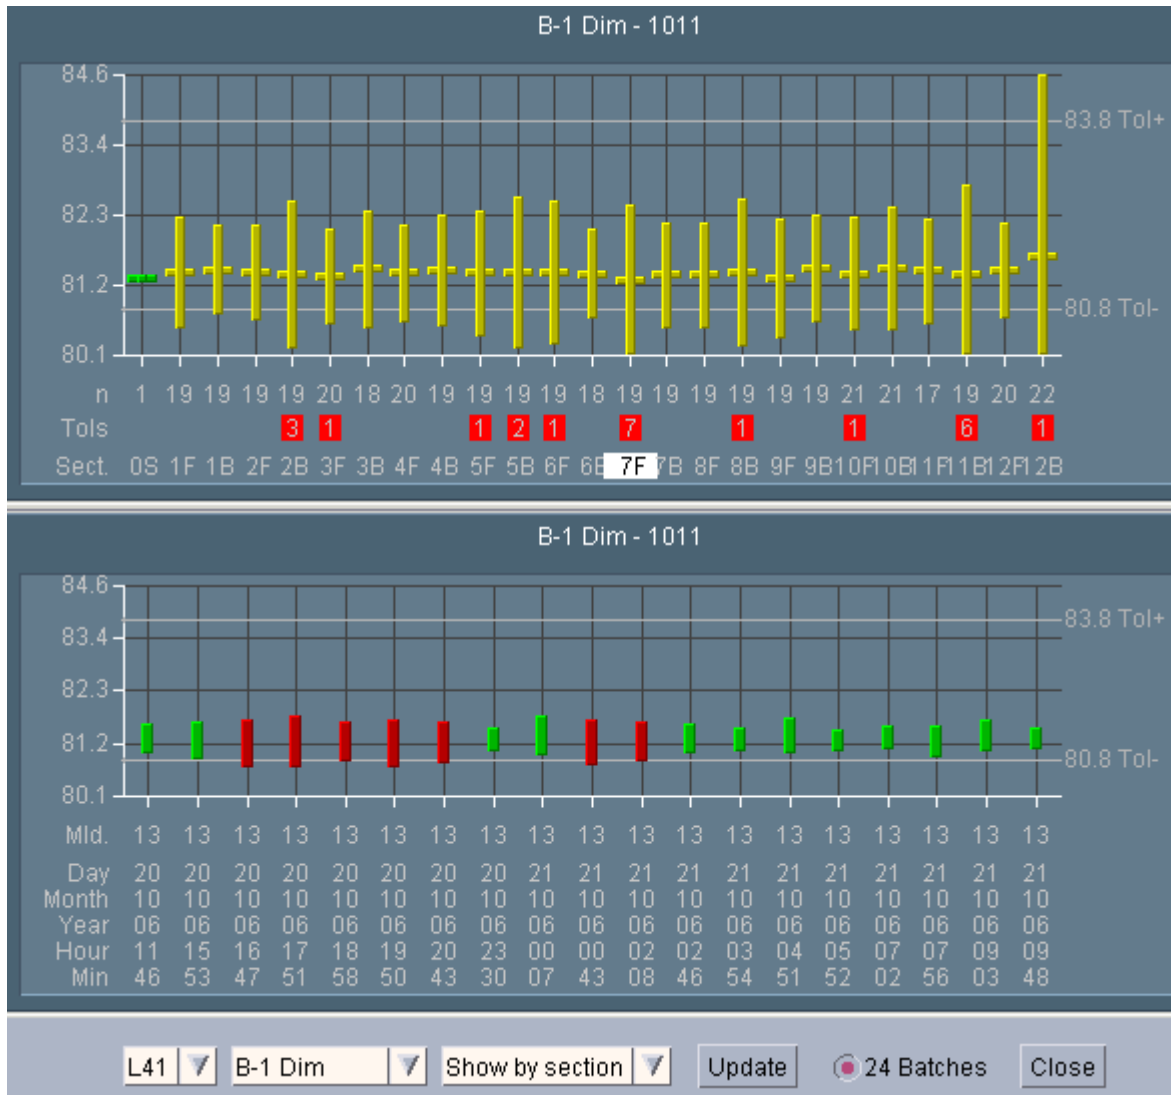 B-1 Dim - 1011
84.6
83.8 Tol+
83.4
82.3
81.2
80.8 Tol-
80.1
n 1 19 19 19 19 20 18 20 19 19 19 19 18 19 19 19 19 19 19 21 21 17 19 20 22
Tols 3 1 1 2 1 7 1 1 6 1
Sect. 0S 1F 1B 2F 2B 3F 3B 4F 4B 5F 5B 6F 6B 7F 7B 8F 8B 9F 9B 10F 10B 11F 11B 12F 12B
B-1 Dim - 1011
84.6
83.8 Tol+
83.4
82.3
81.2
80.8 Tol-
80.1
Mld. 13 13 13 13 13 13 13 13 13 13 13 13 13 13 13 13 13 13 13
Day 20 20 20 20 20 20 20 20 21 21 21 21 21 21 21 21 21 21 21
Month 10 10 10 10 10 10 10 10 10 10 10 10 10 10 10 10 10 10 10
Year 06 06 06 06 06 06 06 06 06 06 06 06 06 06 06 06 06 06 06
Hour 11 15 16 17 18 19 20 23 00 00 02 02 03 04 05 07 07 09 09
Min 46 53 47 51 58 50 43 30 07 43 08 46 54 51 52 02 56 03 48
L41 B-1 Dim Show by section Update 24 Batches Close